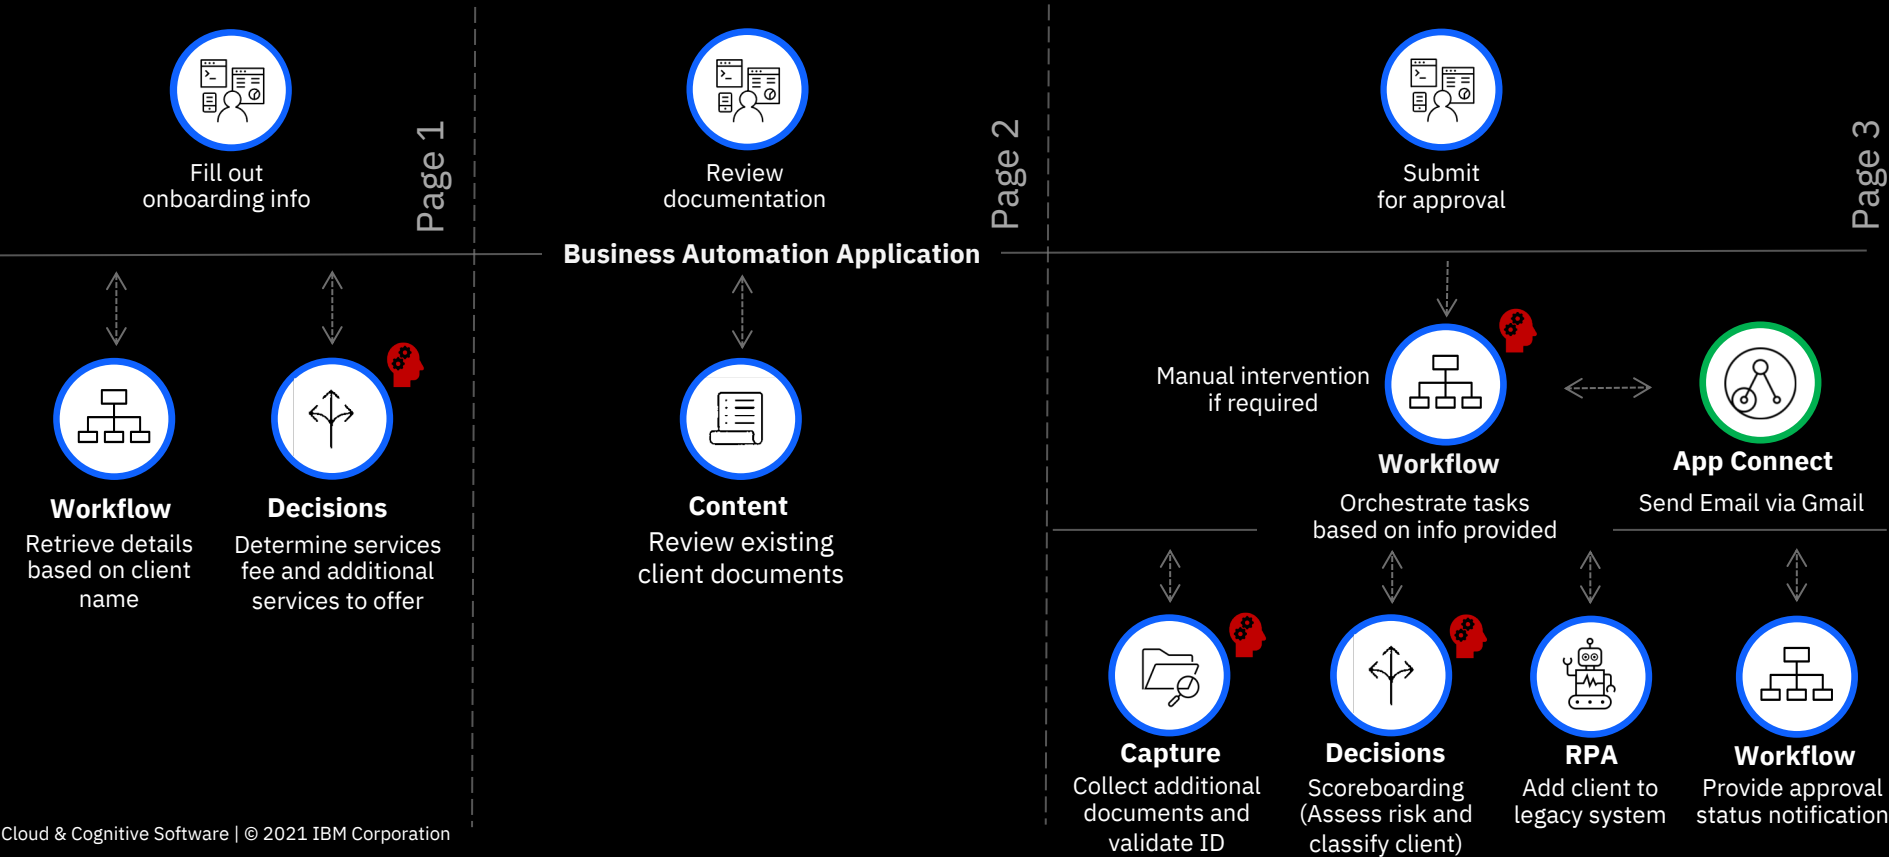 Fill out
onboarding info
Page 1
Review
documentation
Page 2
Submit
for approval
Page 3
Business Automation Application
Workflow
Retrieve details
based on client
name
Decisions
Determine services
fee and additional
services to offer
Content
Review existing
client documents
Manual intervention
if required
Workflow
Orchestrate tasks
based on info provided
App Connect
Send Email via Gmail
Capture
Collect additional
documents and
validate ID
Decisions
Scoreboarding
(Assess risk and
classify client)
RPA
Add client to
legacy system
Workflow
Provide approval
status notification
Cloud & Cognitive Software | © 2021 IBM Corporation